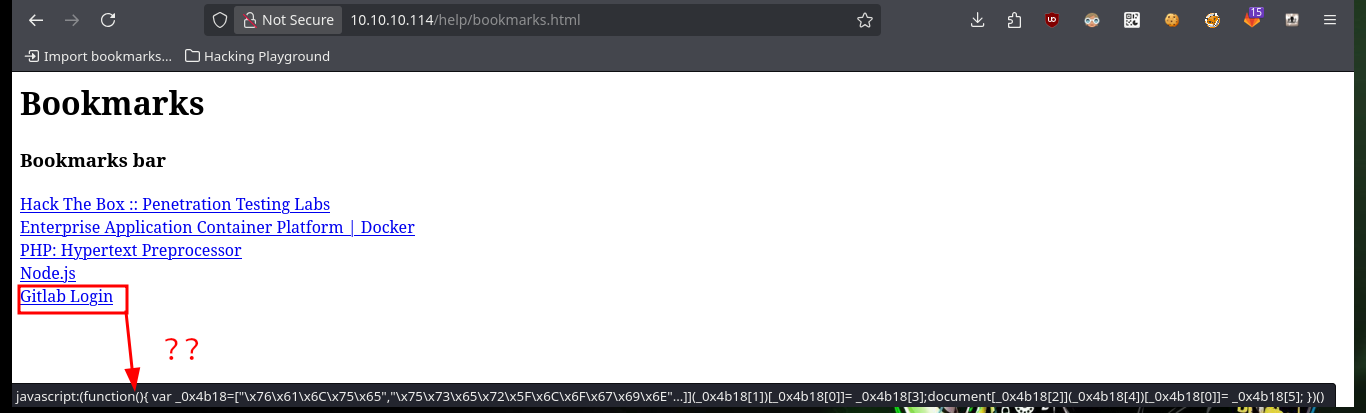 Not Secure 10.10.10.114/help/bookmarks.html
15
Import bookmarks... Hacking Playground
Bookmarks
Bookmarks bar
Hack The Box :: Penetration Testing Labs
Enterprise Application Container Platform | Docker
PHP: Hypertext Preprocessor
Node.js
Gitlab Login
??
javascript:(function(){ var _0x4b18=["\x76\x61\x6C\x75\x65","\x75\x73\x65\x72\x5F\x6C\x6F\x67\x69\x6E"...]](_0x4b18[1])[_0x4b18[0]]= _0x4b18[3];document[_0x4b18[2]](_0x4b18[4])[_0x4b18[0]]= _0x4b18[5]; })()